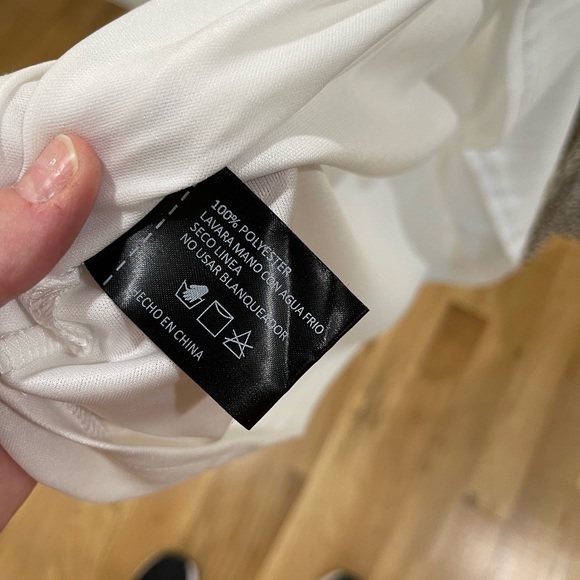 100% POLYESTER
LAVARA MANO CON AGUA FRIO
SECO LINEA
NO USAR BLANQUEADOR
HECHO EN CHINA